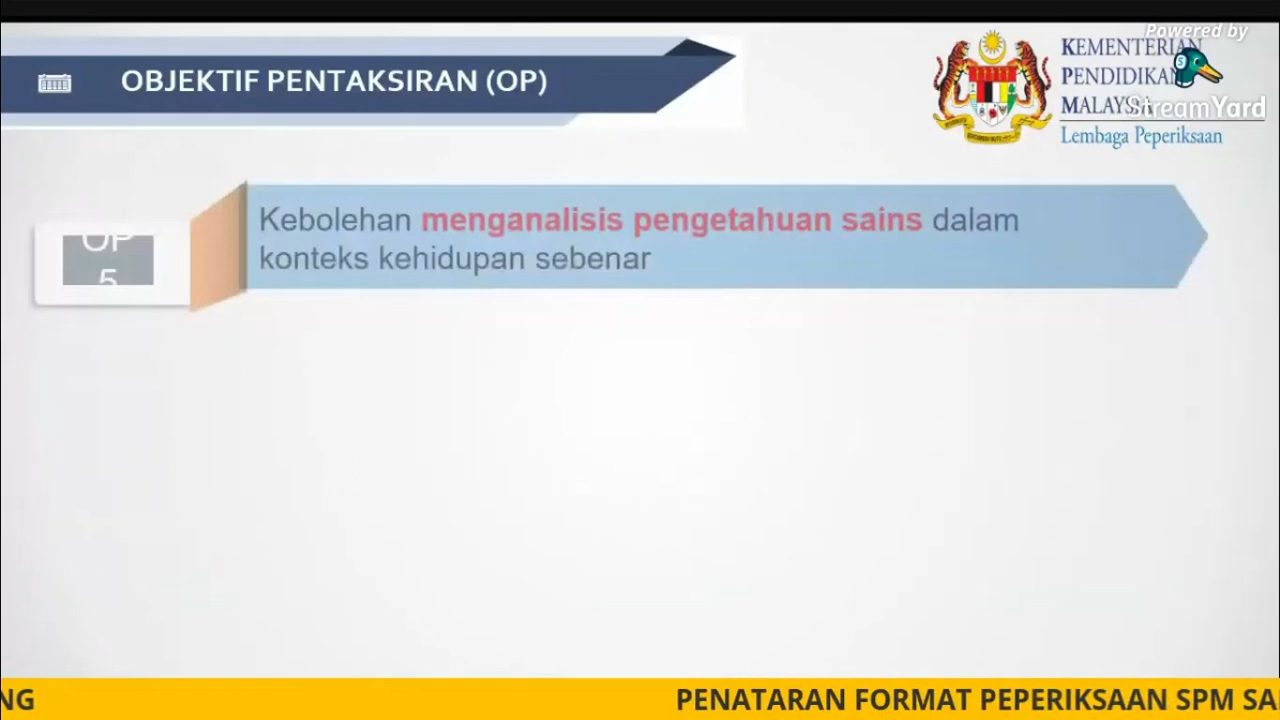 Powered by
StreamYard
OBJEKTIF PENTAKSIRAN (OP)
KEMENTERIAN
PENDIDIKAN
MALAYSIA
Lembaga Peperiksaan
OP
5
Kebolehan menganalisis pengetahuan sains dalam
konteks kehidupan sebenar
NG PENATARAN FORMAT PEPERIKSAAN SPM SA